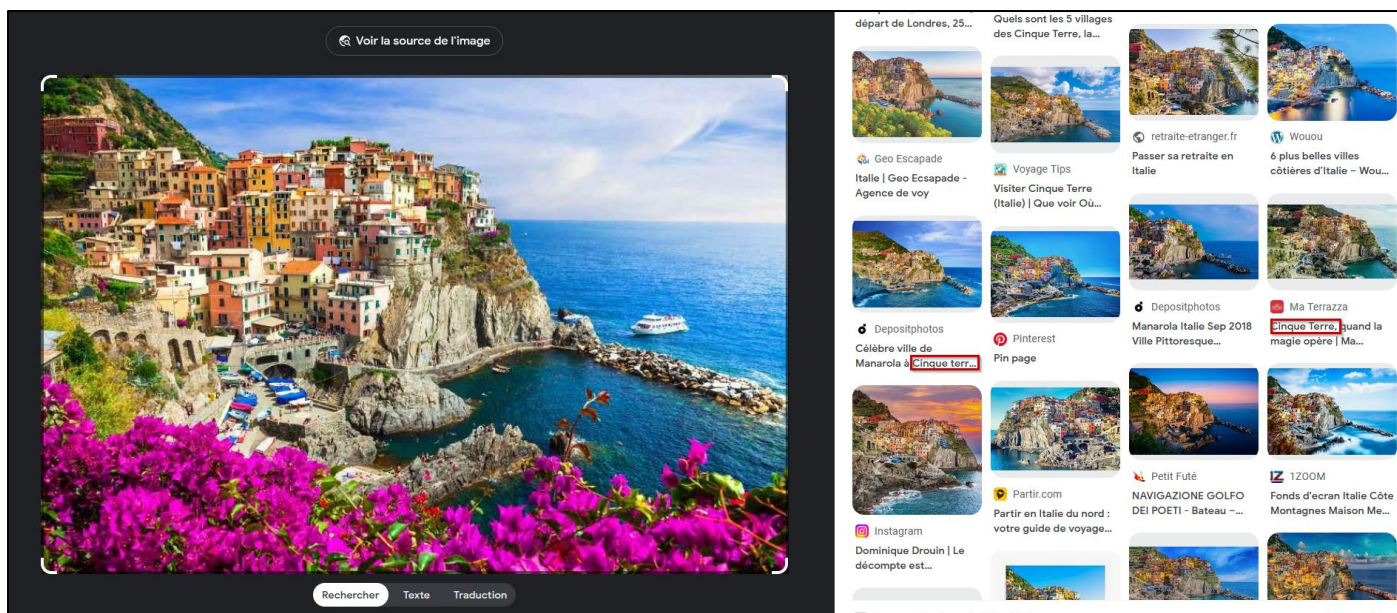 Voir la source de l'image
Rechercher
Texte
Traduction
départ de Londres, 25...
Geo Escapade
Italie | Geo Ecsapade -
Agence de voy
Depositphotos
Célèbre ville de
Manarola à Cinque terr...
Instagram
Dominique Drouin | Le
décompte est...
Quels sont les 5 villages
des Cinque Terre, la...
Voyage Tips
Visiter Cinque Terre
(Italie) | Que voir Où...
Pinterest
Pin page
Partir.com
Partir en Italie du nord :
votre guide de voyage...
retraite-etranger.fr
Passer sa retraite en
Italie
Depositphotos
Manarola Italie Sep 2018
Ville Pittoresque...
Petit Futé
NAVIGAZIONE GOLFO
DEI POETI - Bateau –...
Wouou
6 plus belles villes
côtières d'Italie – Wou...
Ma Terrazza
Cinque Terre, quand la
magie opère | Ma...
1ZOOM
Fonds d'ecran Italie Côte
Montagnes Maison Me...